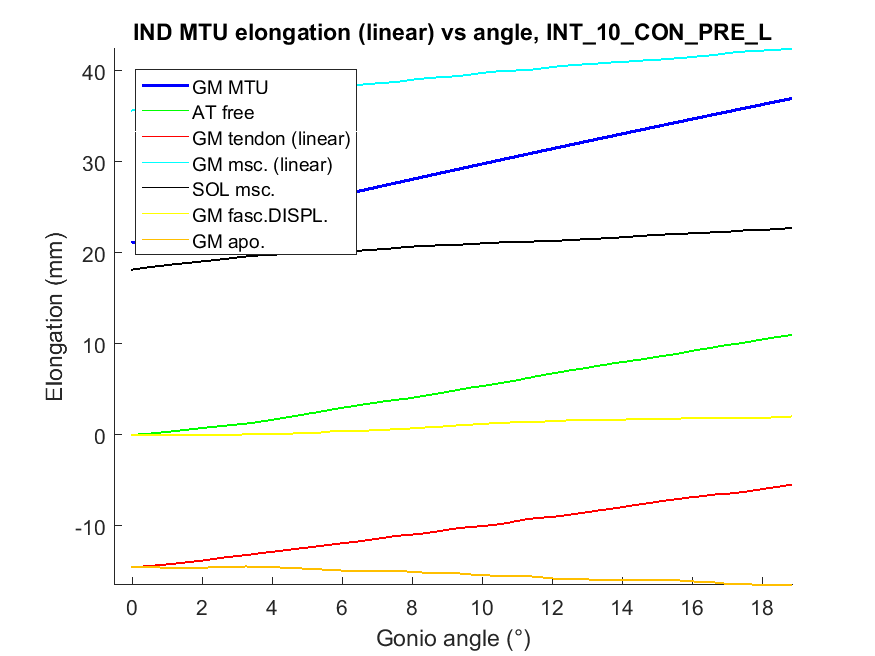 IND MTU elongation (linear) vs angle, INT_10_CON_PRE_L
GM MTU
AT free
GM tendon (linear)
GM msc. (linear)
SOL msc.
GM fasc.DISPL.
GM apo.
Elongation (mm)
40
30
20
10
0
-10
0 2 4 6 8 10 12 14 16 18
Gonio angle (°)